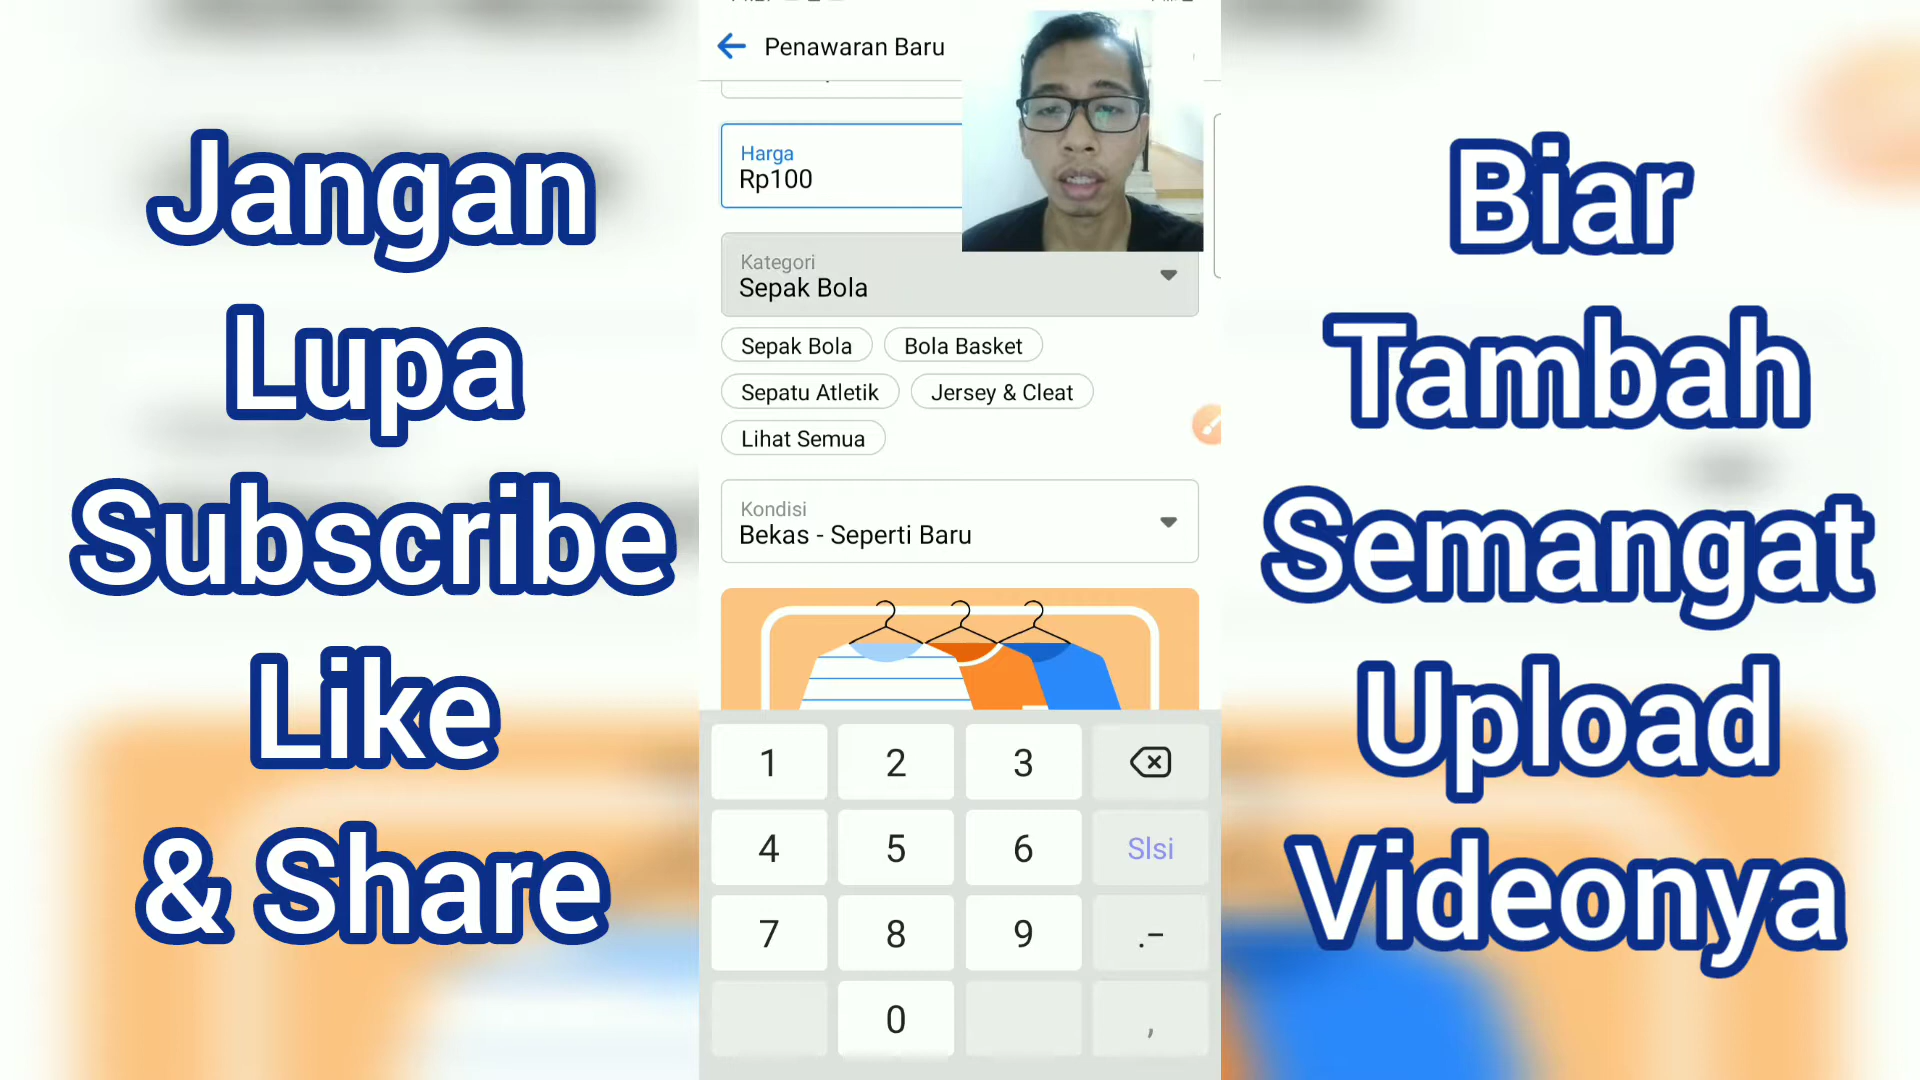 Jangan
Lupa
Subscribe
Like
& Share
Penawaran Baru
Harga
Rp100
Kategori
Sepak Bola
Sepak Bola
Bola Basket
Sepatu Atletik
Jersey & Cleat
Lihat Semua
Kondisi
Bekas - Seperti Baru
1 2 3
4 5 6 Slsi
7 8 9 .-
0 ,
Biar
Tambah
Semangat
Upload
Videonya